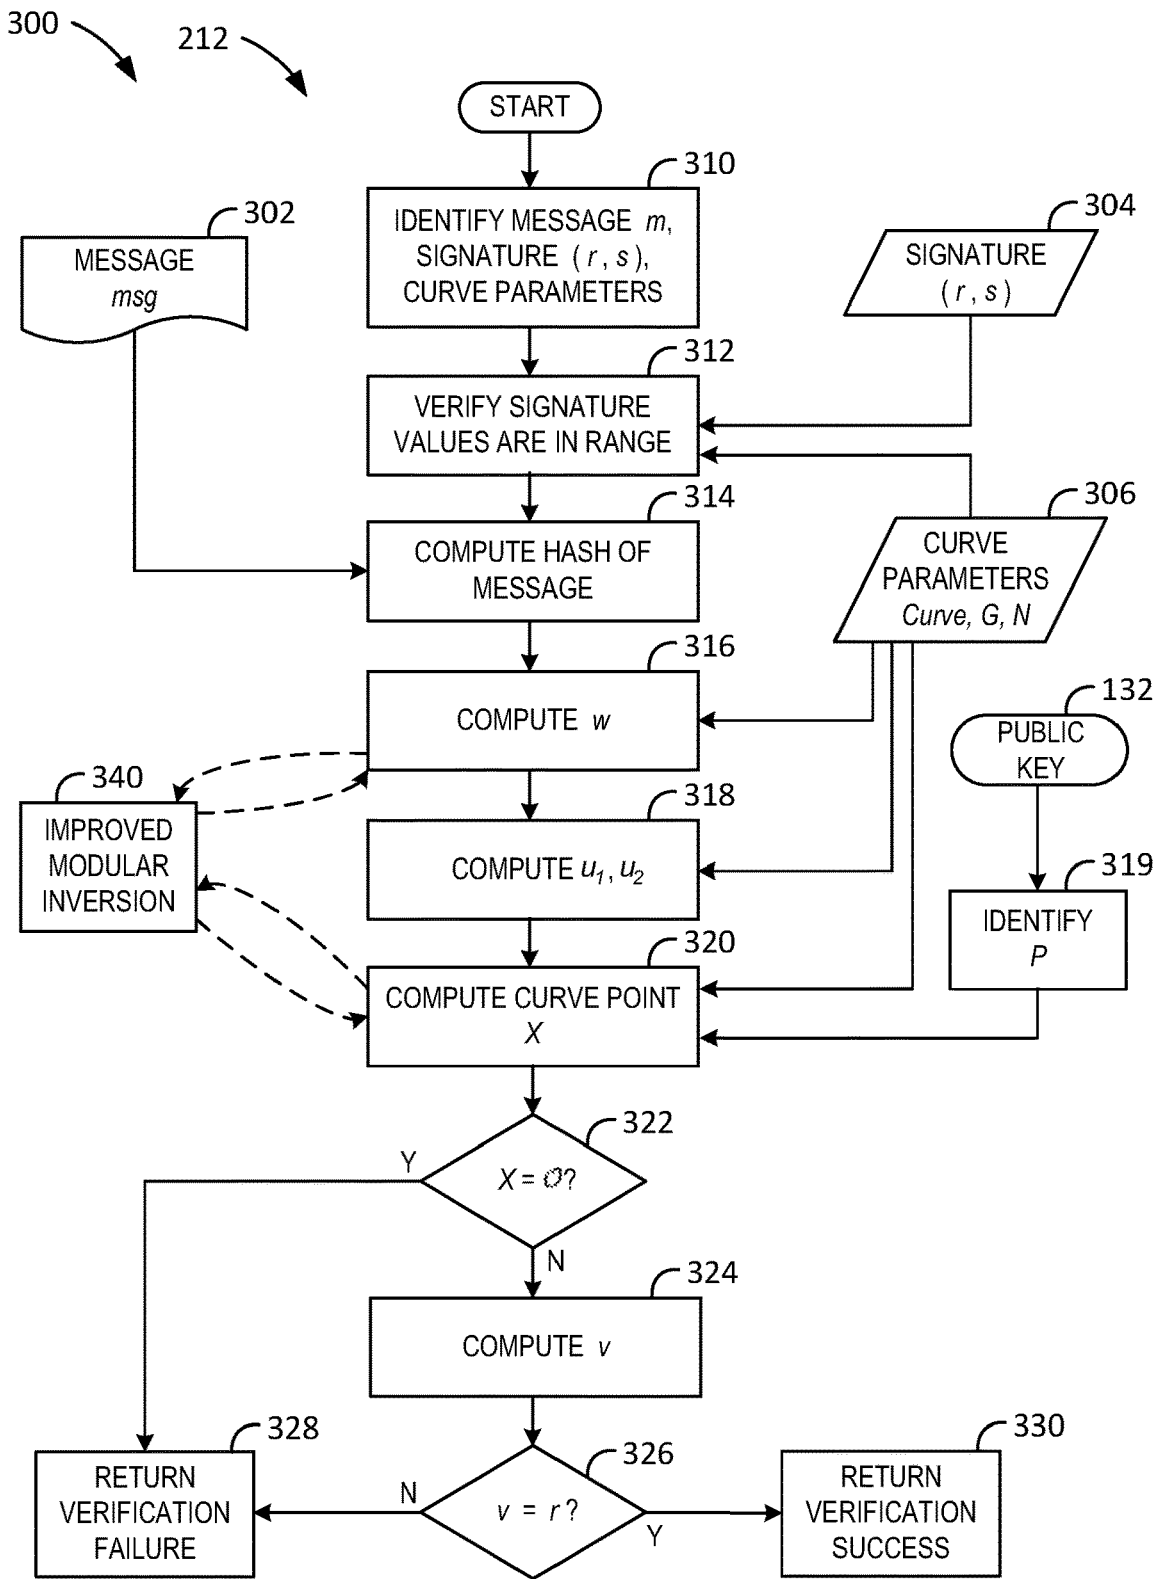 300
212
START
310
IDENTIFY MESSAGE m,
SIGNATURE (r, s),
CURVE PARAMETERS
302
MESSAGE
msg
304
SIGNATURE
(r, s)
312
VERIFY SIGNATURE
VALUES ARE IN RANGE
314
COMPUTE HASH OF
MESSAGE
306
CURVE
PARAMETERS
Curve, G, N
316
COMPUTE w
132
PUBLIC
KEY
340
IMPROVED
MODULAR
INVERSION
318
COMPUTE u₁, u₂
319
IDENTIFY
P
320
COMPUTE CURVE POINT
X
322
X = O?
Y
N
324
COMPUTE v
326
v = r?
N
Y
328
RETURN
VERIFICATION
FAILURE
330
RETURN
VERIFICATION
SUCCESS